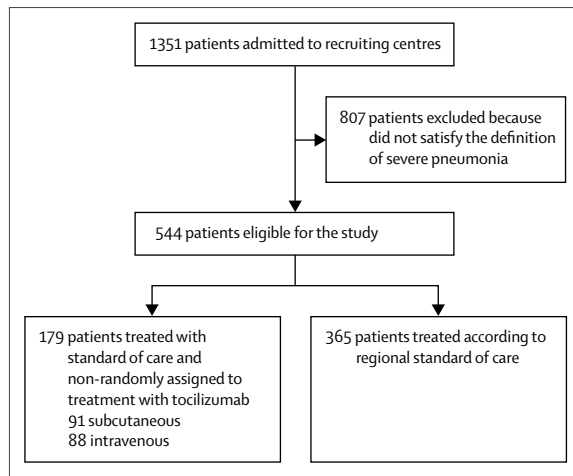 1351 patients admitted to recruiting centres
807 patients excluded because
did not satisfy the definition
of severe pneumonia
544 patients eligible for the study
179 patients treated with
standard of care and
non-randomly assigned to
treatment with tocilizumab
91 subcutaneous
88 intravenous
365 patients treated according to
regional standard of care